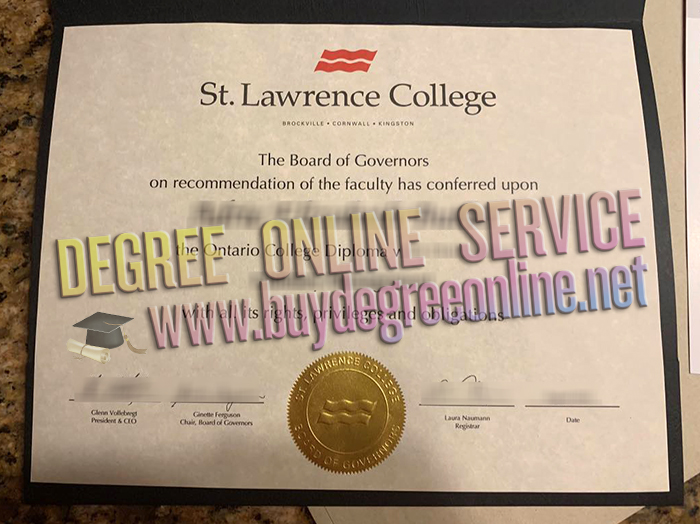 St. Lawrence College
BROCKVILLE • CORNWALL • KINGSTON
The Board of Governors
on recommendation of the faculty has conferred upon
DEGREE ONLINE SERVICE
the Ontario College Diploma
www.buydegreeonline.net
with all its rights, privileges and obligations
ST. LAWRENCE COLLEGE
BOARD OF GOVERNORS
Glenn Vollebregt
President & CEO
Ginette Ferguson
Chair, Board of Governors
Laura Naumann
Registrar
Date